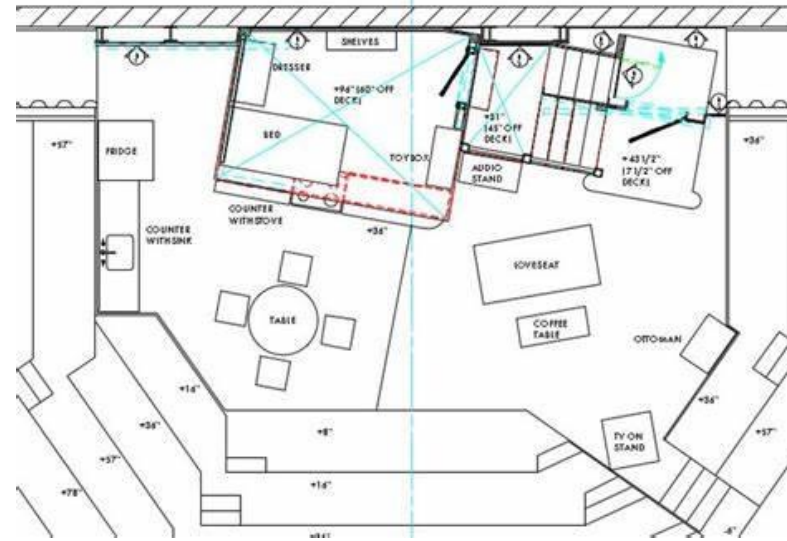 SHELVES
DRESSER
+96" (60" OFF
DECK)
BED
TOYBOX
+31"
(45" OFF
DECK)
+43 1/2"
(7 1/2" OFF
DECK)
AUDIO
STAND
+57"
FRIDGE
+36"
COUNTER
WITH SINK
COUNTER
WITH STOVE
+36"
LOVESEAT
TABLE
COFFEE
TABLE
OTTOMAN
+16"
+36"
+36"
+8"
TV ON
STAND
+57"
+57"
+78"
+16"